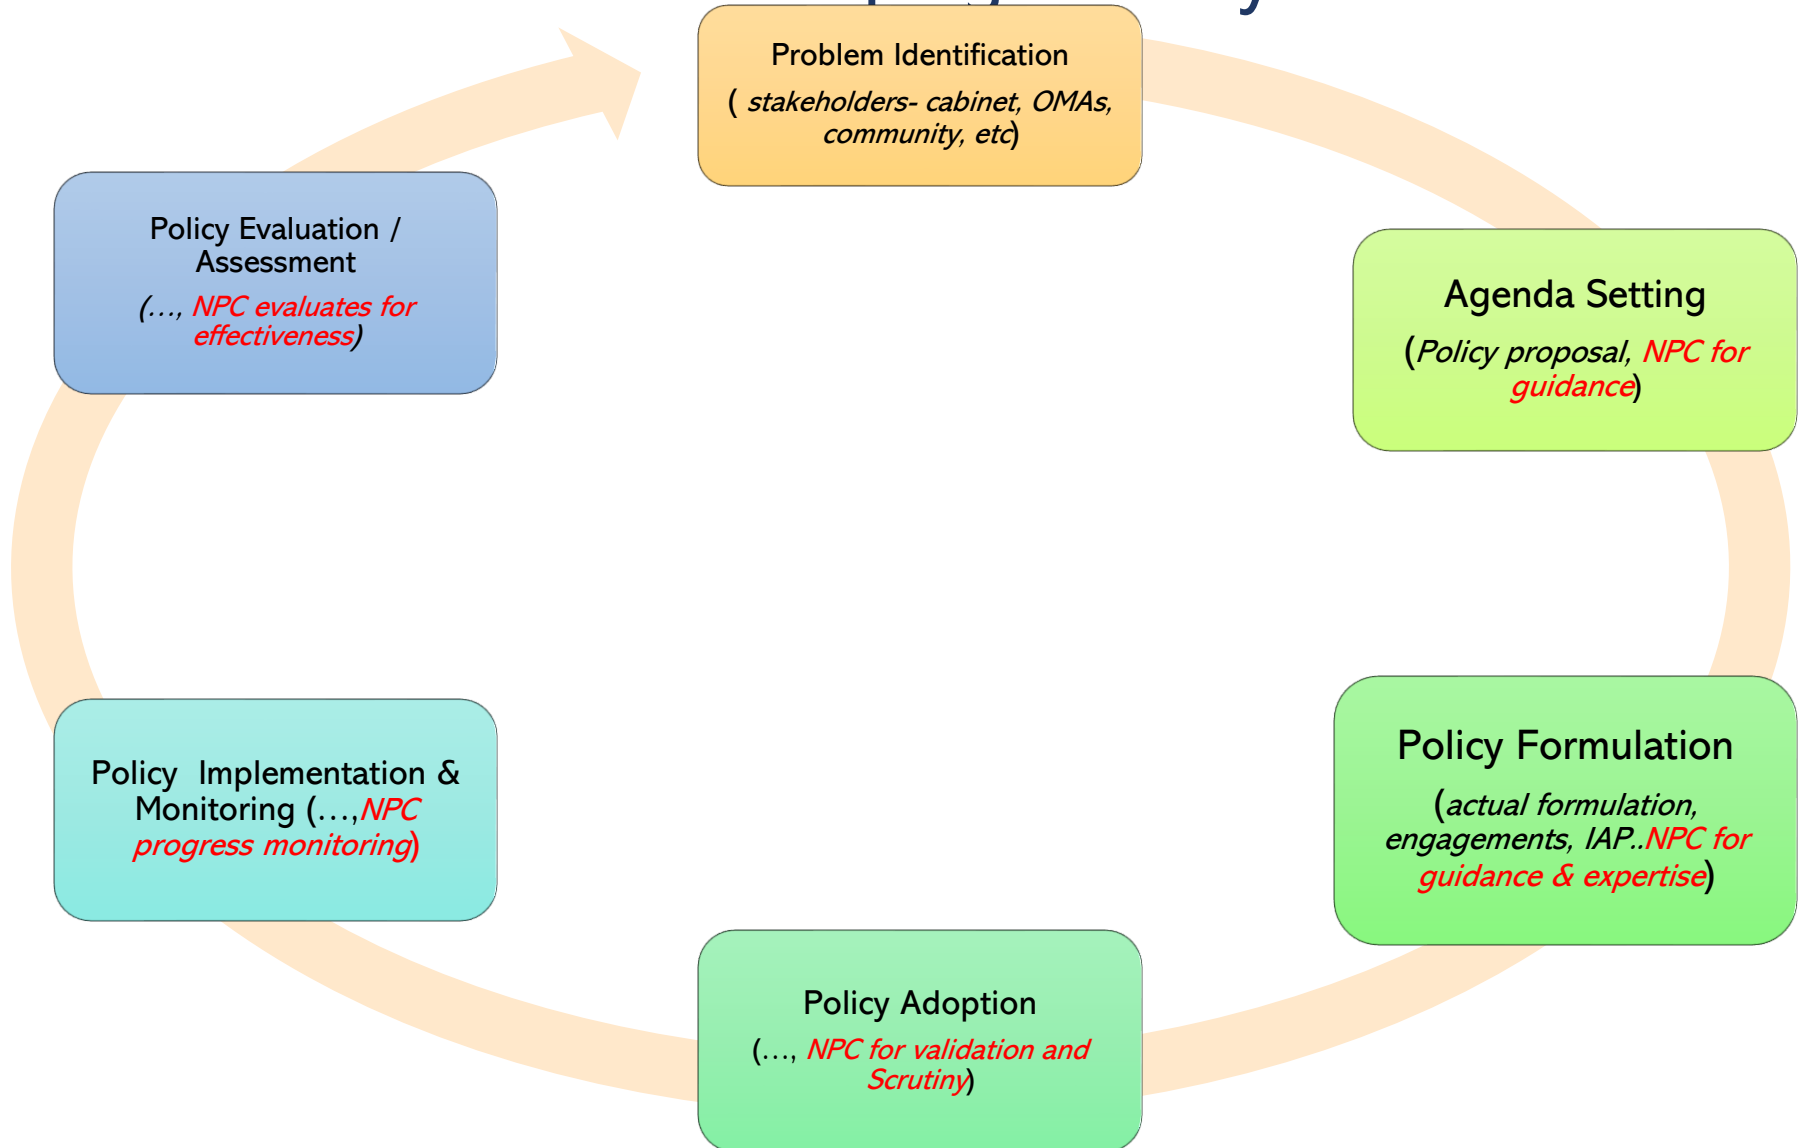 Problem Identification
( stakeholders- cabinet, OMAs,
community, etc)
Agenda Setting
(Policy proposal, NPC for
guidance)
Policy Formulation
(actual formulation,
engagements, IAP..NPC for
guidance & expertise)
Policy Adoption
(..., NPC for validation and
Scrutiny)
Policy Implementation &
Monitoring (...,NPC
progress monitoring)
Policy Evaluation /
Assessment
(..., NPC evaluates for
effectiveness)